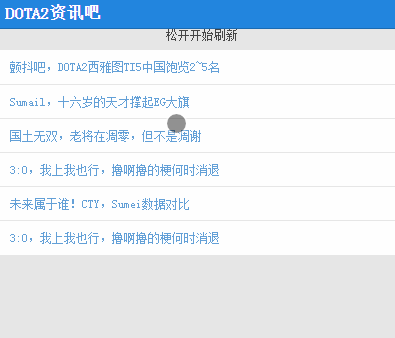 DOTA2资讯吧
松开开始刷新
颤抖吧，DOTA2西雅图TI5中国饱览2~5名
Sumail，十六岁的天才撑起EG大旗
国土无双，老将在凋零，但不是凋谢
3:0，我上我也行，撸啊撸的梗何时消退
未来属于谁！CTY，Sumei数据对比
3:0，我上我也行，撸啊撸的梗何时消退